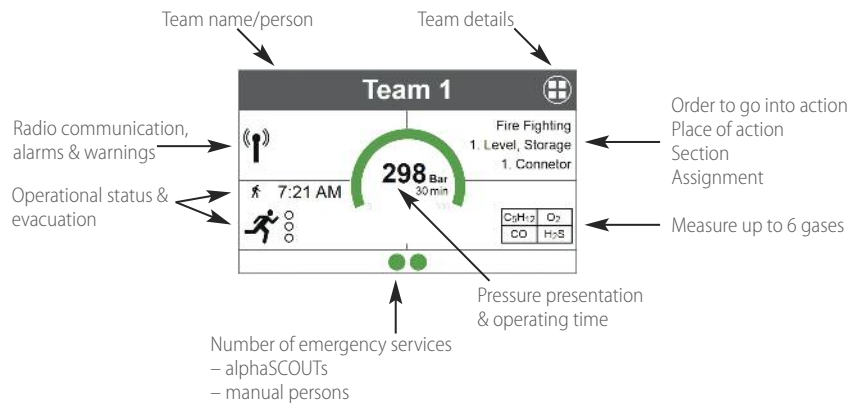 Team name/person
Team details
Team 1
Radio communication,
alarms & warnings
Fire Fighting
1. Level, Storage
1. Connetor
Order to go into action
Place of action
Section
Assignment
298 Bar
30 min
Operational status &
evacuation
7:21 AM
C5H12 O2
CO H2S
Measure up to 6 gases
Pressure presentation
& operating time
Number of emergency services
– alphaSCOUTs
– manual persons